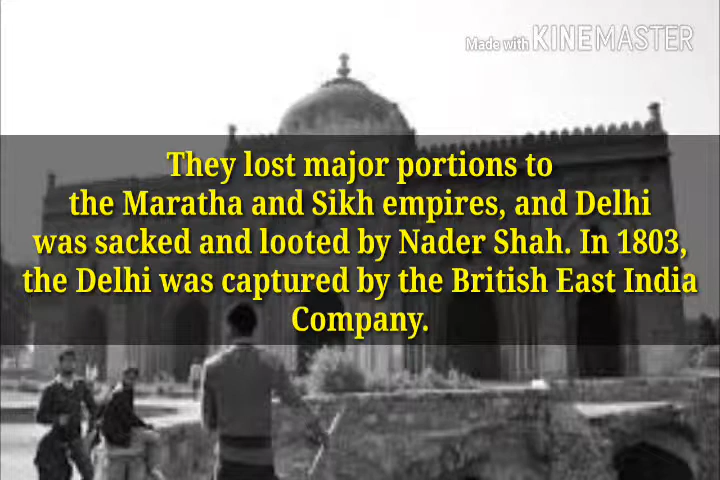 Made with KINEMASTER
They lost major portions to
the Maratha and Sikh empires, and Delhi
was sacked and looted by Nader Shah. In 1803,
the Delhi was captured by the British East India
Company.